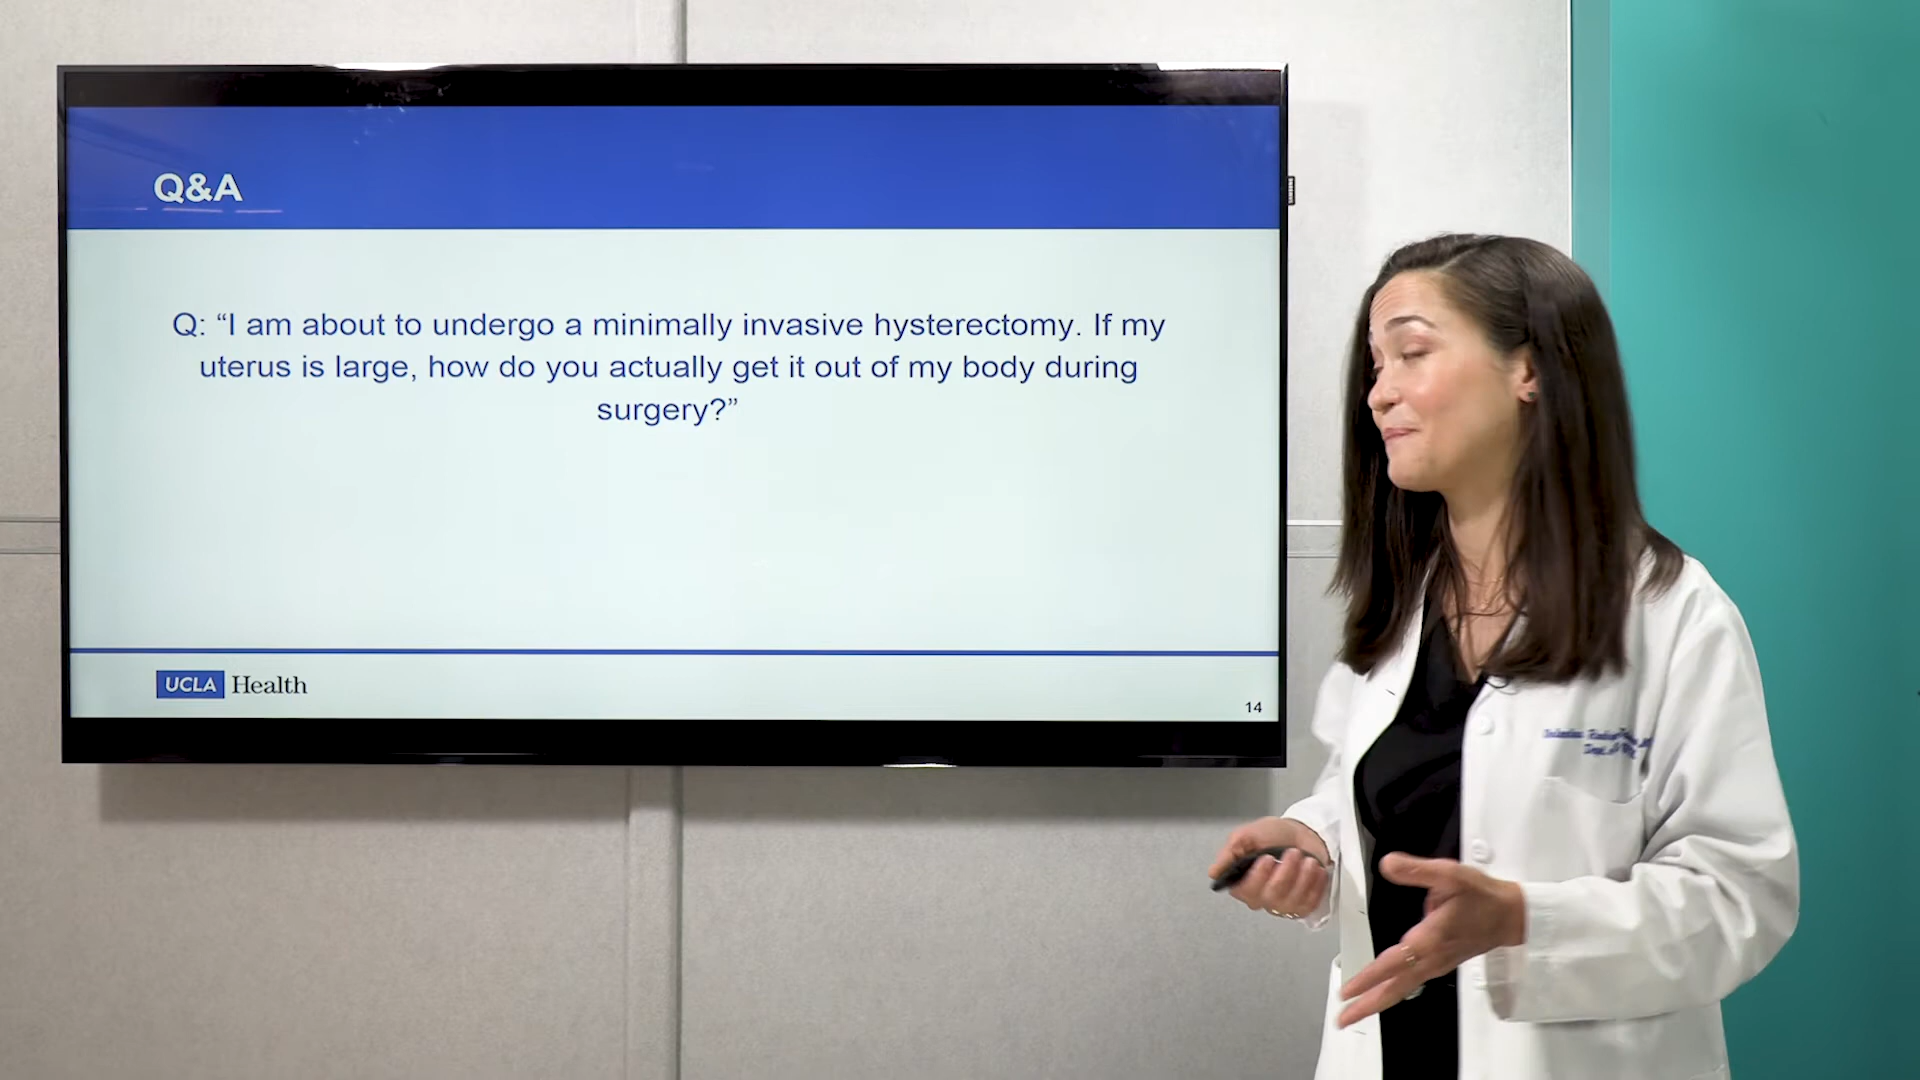 Q&A
Q: “I am about to undergo a minimally invasive hysterectomy. If my
uterus is large, how do you actually get it out of my body during
surgery?”
UCLA Health
14